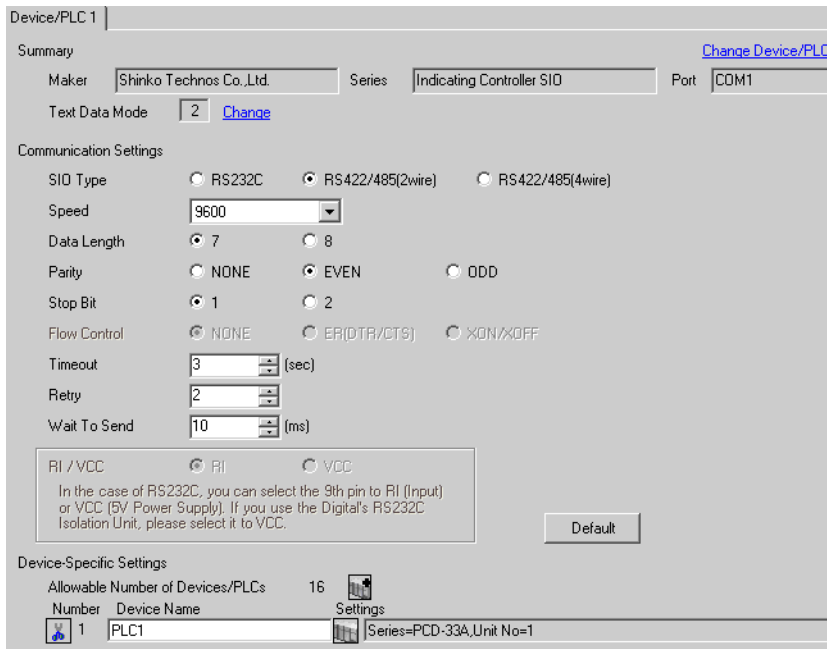 Device/PLC 1
Summary
Change Device/PLC
Maker Shinko Technos Co.,Ltd. Series Indicating Controller SIO Port COM1
Text Data Mode 2 Change
Communication Settings
SIO Type RS232C RS422/485(2wire) RS422/485(4wire)
Speed 9600
Data Length 7 8
Parity NONE EVEN ODD
Stop Bit 1 2
Flow Control NONE ER(DTR/CTS) XON/XOFF
Timeout 3 (sec)
Retry 2
Wait To Send 10 (ms)
RI / VCC RI VCC
In the case of RS232C, you can select the 9th pin to RI (Input)
or VCC (5V Power Supply). If you use the Digital's RS232C
Isolation Unit, please select it to VCC.
Default
Device-Specific Settings
Allowable Number of Devices/PLCs 16
Number Device Name Settings
1 PLC1 Series=PCD-33A,Unit No=1